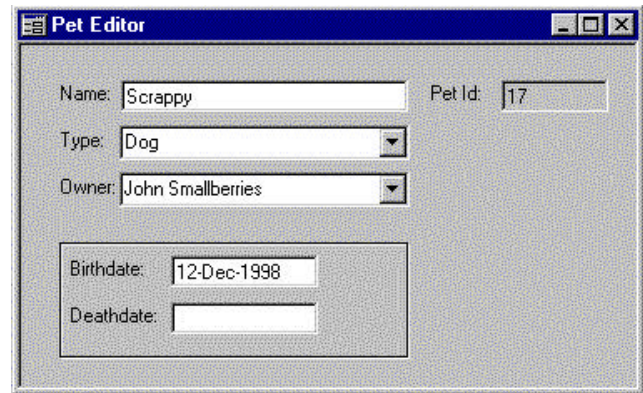 Pet Editor
Name: Scrappy Pet Id: 17
Type: Dog
Owner: John Smallberries
Birthdate: 12-Dec-1998
Deathdate: